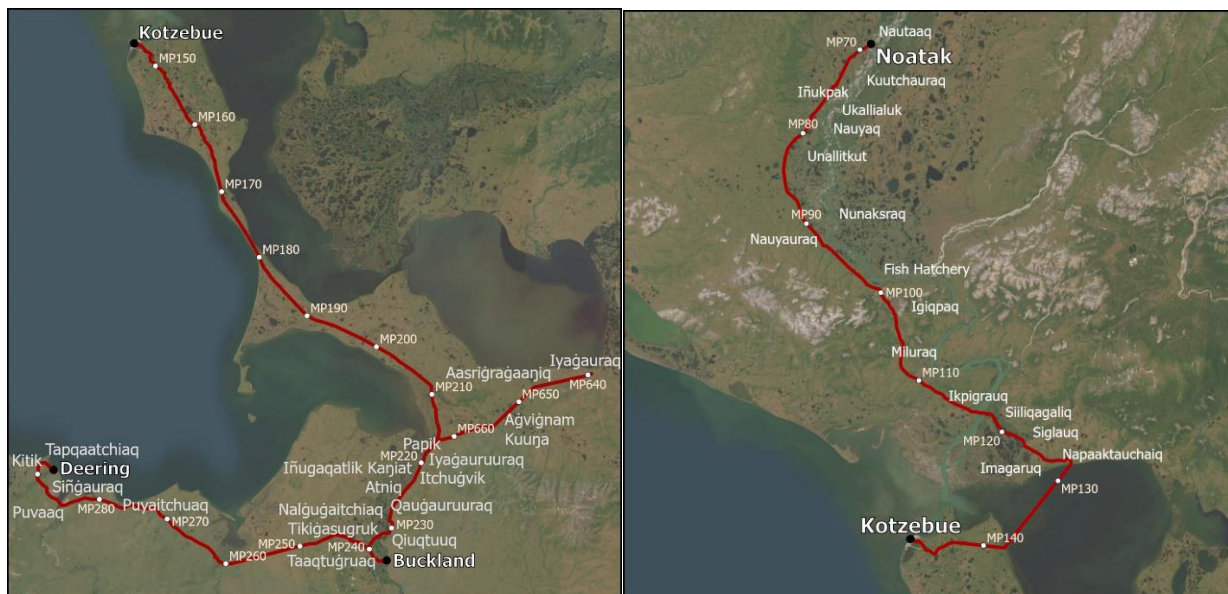 Kotzebue
MP150
MP160
MP170
MP180
MP190
MP200
Iyaġauraq
Aasriġraġaaŋiq
MP210
MP640
MP650
Aġviġnam
Kuuŋa
MP660
Papik
MP220
Iyaġauruuraq
Iñugaqatlik Kaŋiat
Itchuġvik
Atniq
Qauġauruuraq
Nalġuġaitchiaq
MP230
Tikiġasugruk
Qiuqtuuq
MP240
MP250
Taaqtuġruaq
Buckland
MP260
Tapqaatchiaq
Kitik
Deering
Siñġauraq
Puvaaq
MP280
Puyaitchuaq
MP270
Nautaaq
MP70
Noatak
Kuutchauraq
Iñukpak
Ukallialuk
MP80
Nauyaq
Unallitkut
Nunaksraq
MP90
Nauyauraq
Fish Hatchery
MP100
Igiqpaq
Miluraq
MP110
Ikpigrauq
Siiliqagaliq
MP120
Siglauq
Napaaktauchaiq
Imagaruq
MP130
Kotzebue
MP140